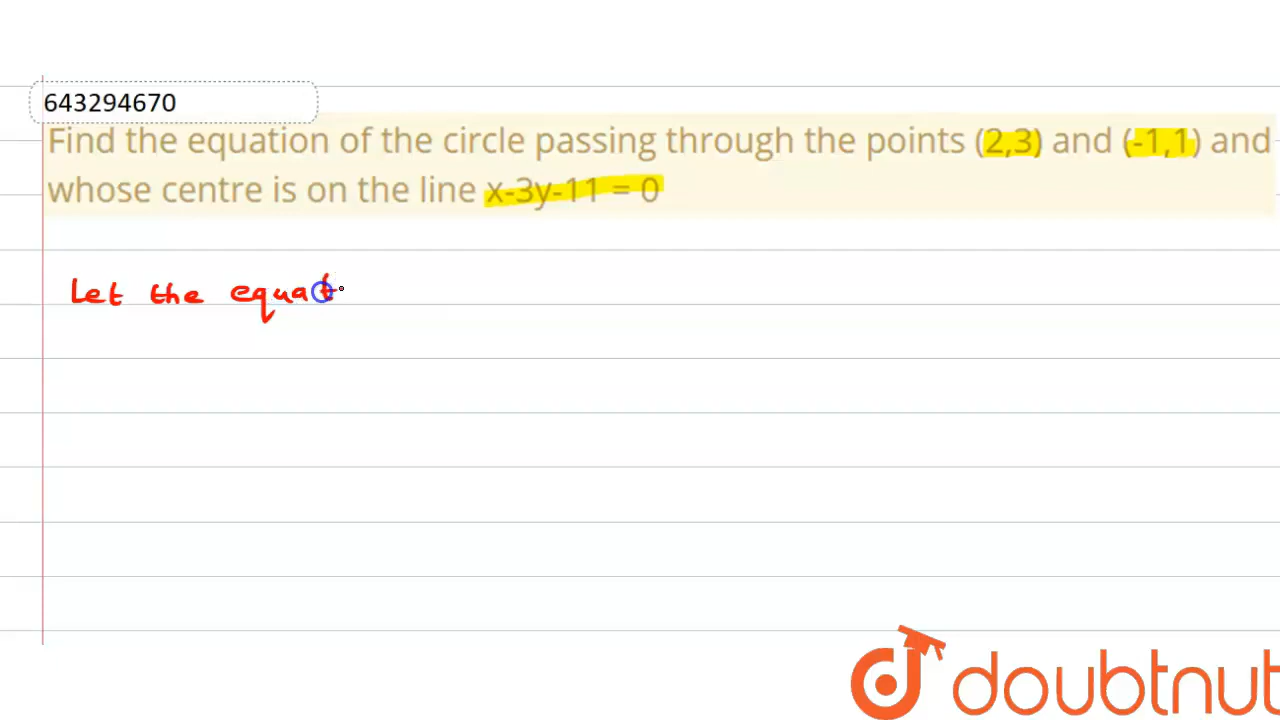 643294670
Find the equation of the circle passing through the points (2,3) and (-1,1) and
whose centre is on the line x-3y-11 = 0
Let the equat
doubtnut